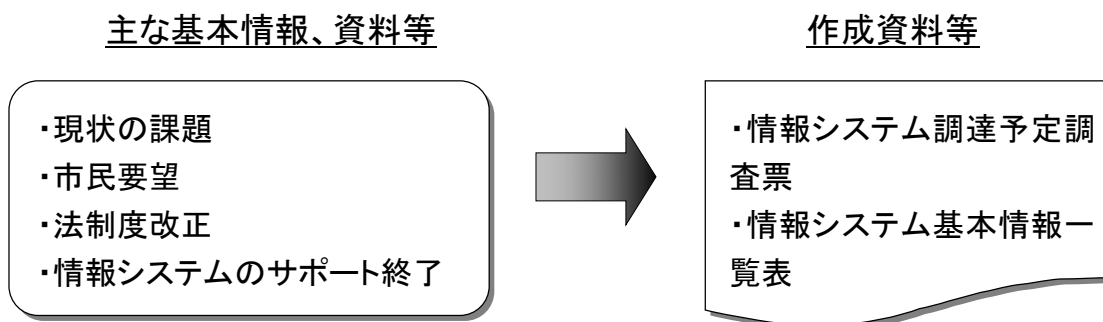 主な基本情報、資料等
作成資料等
・現状の課題
・市民要望
・法制度改正
・情報システムのサポート終了
・情報システム調達予定調
査票
・情報システム基本情報一
覧表